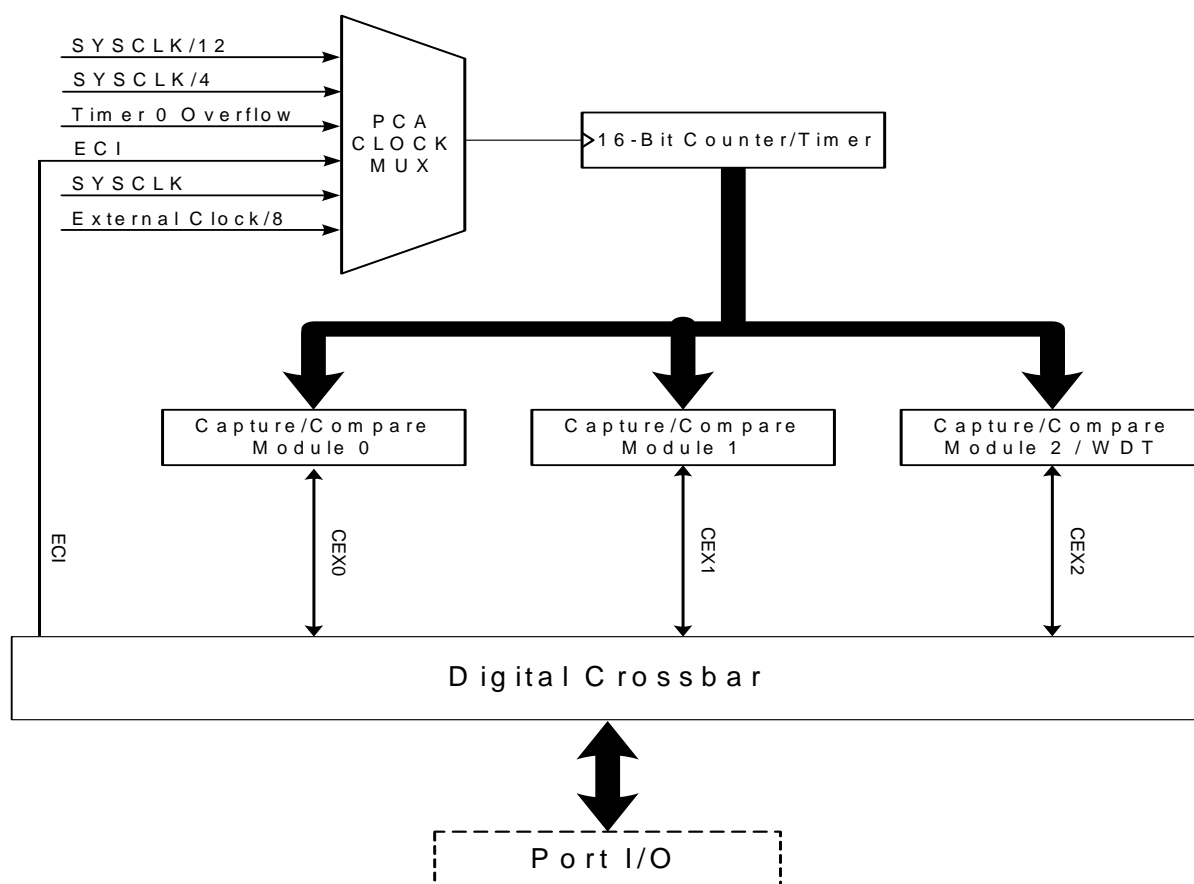 SYSCLK/12
SYSCLK/4
Timer 0 Overflow
ECI
SYSCLK
External Clock/8
PCA
CLOCK
MUX
16-Bit Counter/Timer
Capture/Compare
Module 0
Capture/Compare
Module 1
Capture/Compare
Module 2 / WDT
ECI
CEX0
CEX1
CEX2
Digital Crossbar
Port I/O